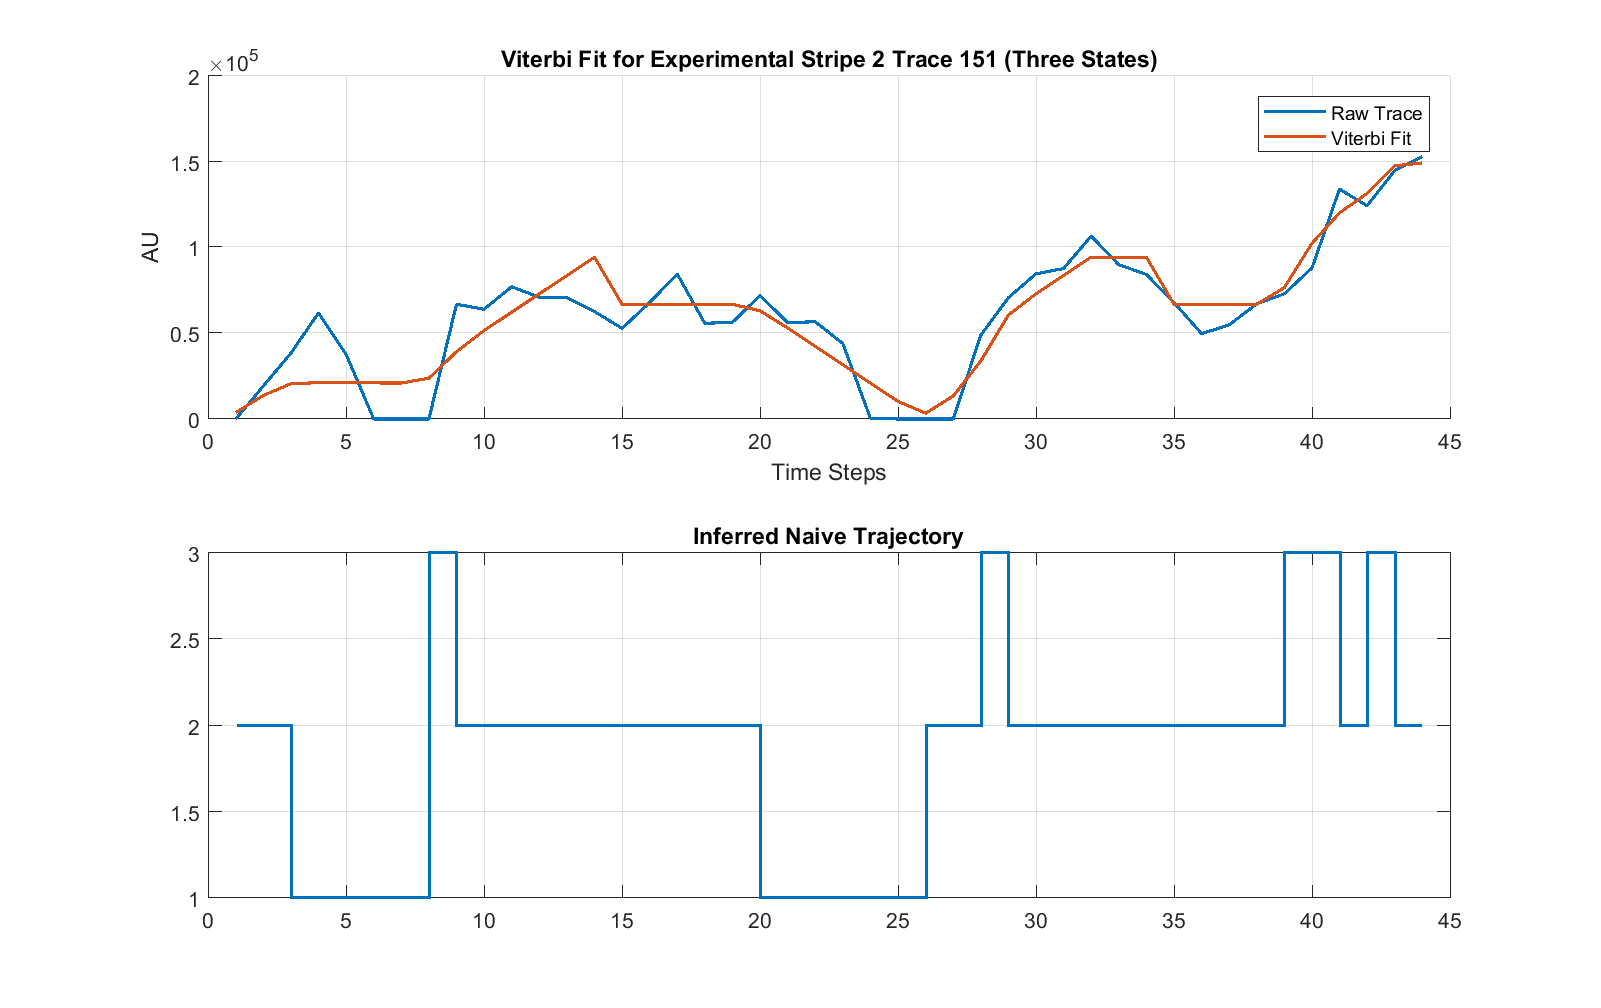 Viterbi Fit for Experimental Stripe 2 Trace 151 (Three States)
×10^5
2
1.5
1
0.5
0
AU
Raw Trace
Viterbi Fit
0 5 10 15 20 25 30 35 40 45
Time Steps
Inferred Naive Trajectory
3
2.5
2
1.5
1
0 5 10 15 20 25 30 35 40 45